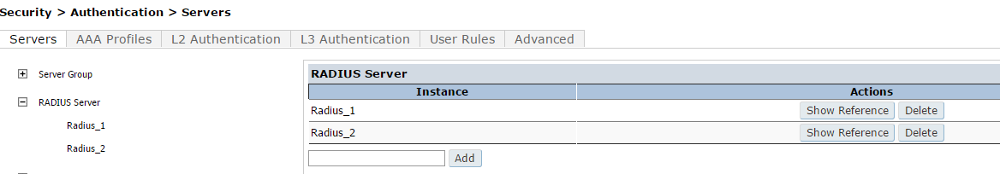 Security > Authentication > Servers
Servers AAA Profiles L2 Authentication L3 Authentication User Rules Advanced
Server Group
RADIUS Server
Radius_1
Radius_2
RADIUS Server
Instance Actions
Radius_1 Show Reference Delete
Radius_2 Show Reference Delete
Add